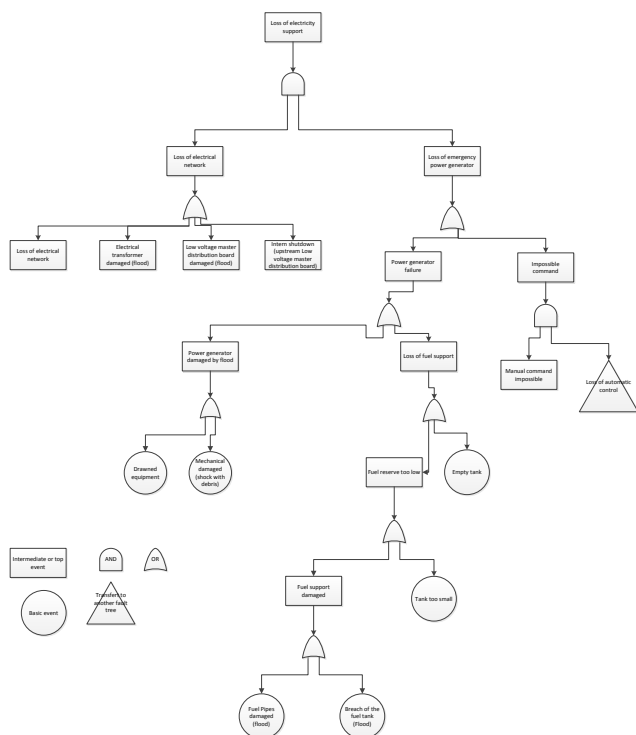 Loss of electricity
support
Loss of electrical
network
Loss of emergency
power generator
Loss of electrical
network
Electrical
transformer
damaged (flood)
Low voltage master
distribution board
damaged (flood)
Intern shutdown
(upstream Low
voltage master
distribution board)
Power generator
failure
Impossible
command
Power generator
damaged by flood
Loss of fuel support
Manual command
impossible
Loss of automatic
control
Drawned
equipment
Mechanical
damaged
(shock with
debris)
Fuel reserve too low
Empty tank
Intermediate or top
event
AND
OR
Basic event
Transfert to
another fault
tree
Fuel support
damaged
Tank too small
Fuel Pipes
damaged
(flood)
Breach of the
fuel tank
(Flood)